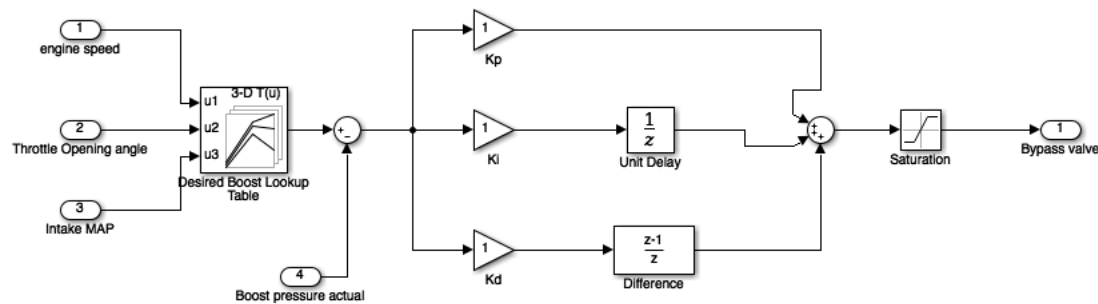 1
engine speed
2
Throttle Opening angle
3
Intake MAP
3-D T(u)
u1
u2
u3
Desired Boost Lookup
Table
4
Boost pressure actual
+
−
1
Kp
1
Ki
1
Kd
1
z
Unit Delay
z-1
z
Difference
+
+
+
Saturation
1
Bypass valve